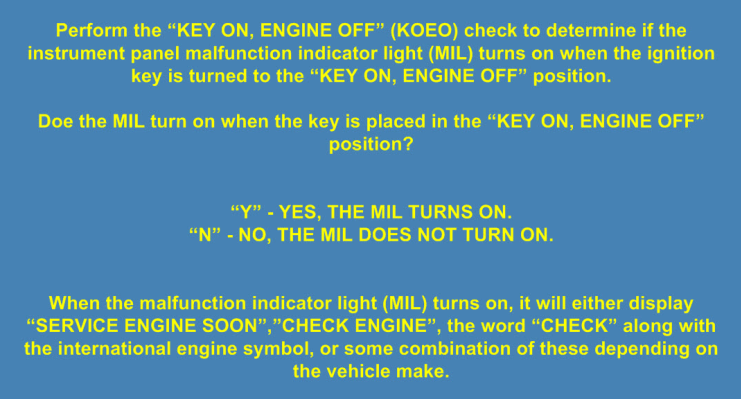 Perform the “KEY ON, ENGINE OFF” (KOEO) check to determine if the
instrument panel malfunction indicator light (MIL) turns on when the ignition
key is turned to the “KEY ON, ENGINE OFF” position.
Doe the MIL turn on when the key is placed in the “KEY ON, ENGINE OFF”
position?
“Y” - YES, THE MIL TURNS ON.
“N” - NO, THE MIL DOES NOT TURN ON.
When the malfunction indicator light (MIL) turns on, it will either display
“SERVICE ENGINE SOON”,”CHECK ENGINE”, the word “CHECK” along with
the international engine symbol, or some combination of these depending on
the vehicle make.